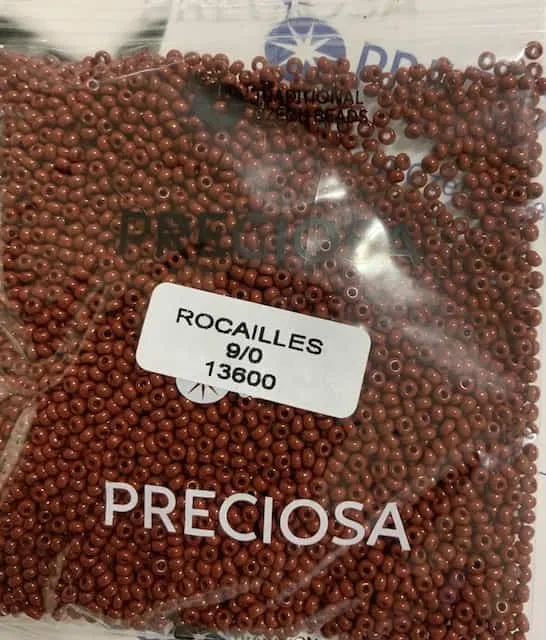 PRECIOSA
TRADITIONAL
CZECH BEADS
PRECIOSA
ROCAILLES
9/0
13600
PRECIOSA